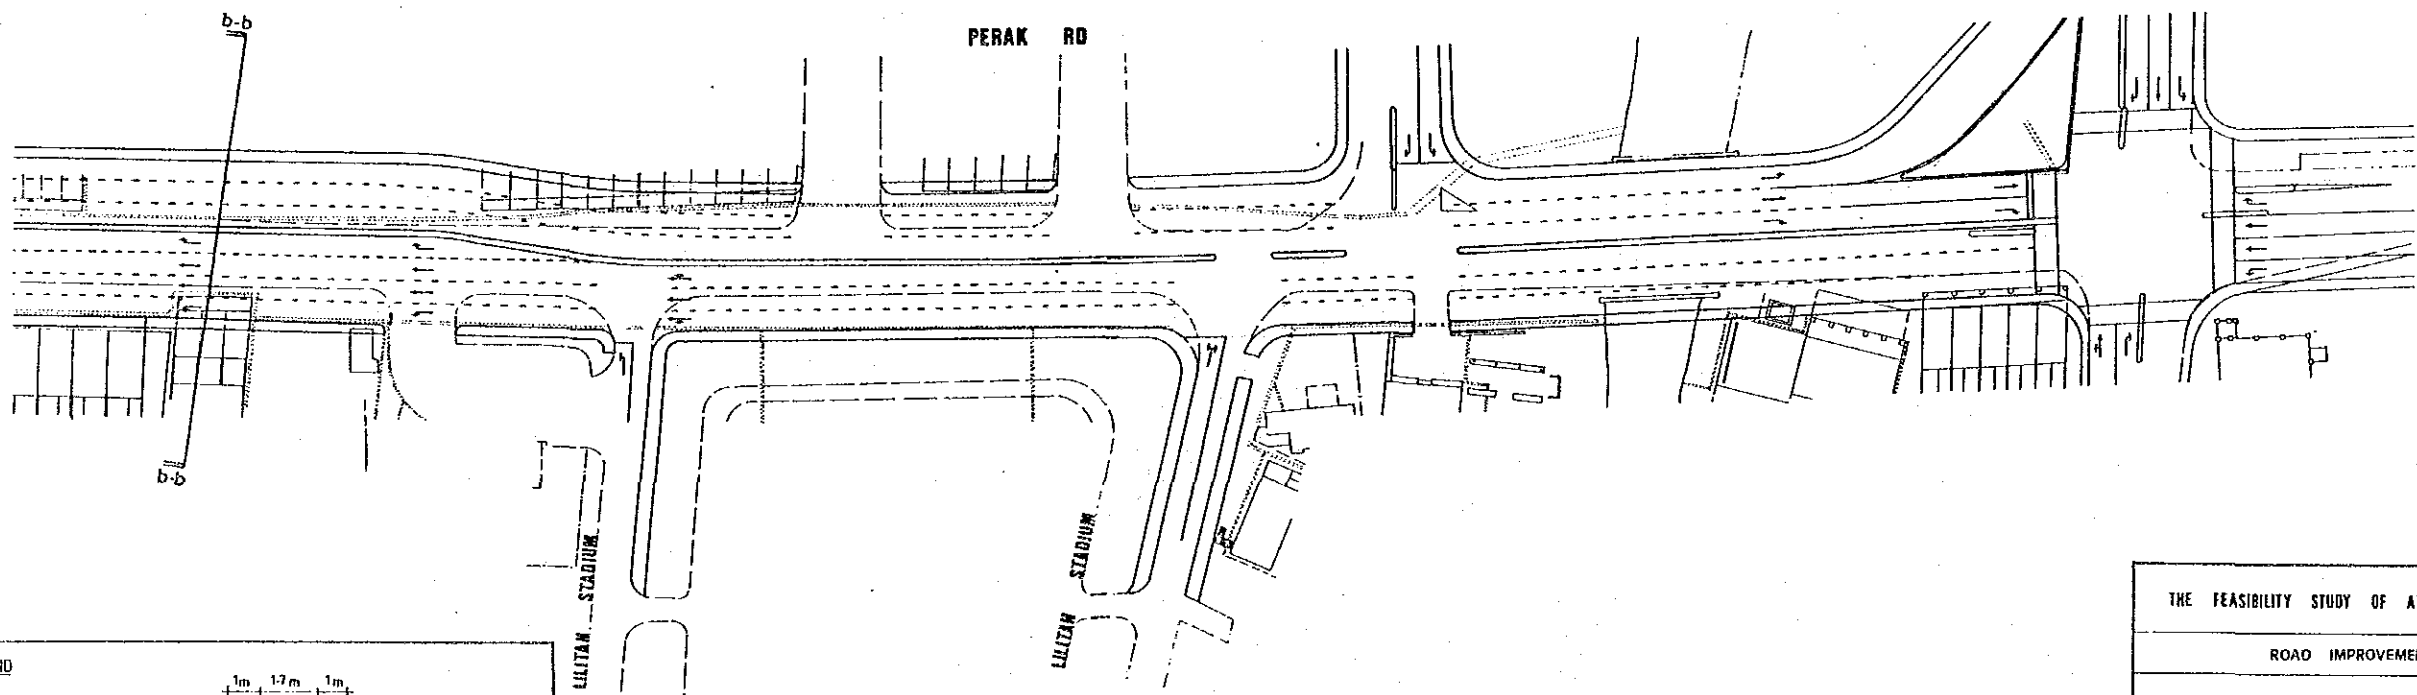 b-b
PERAK RD
b-b
LILITAN STADIUM
LILITAN STADIUM
THE FEASIBILITY STUDY OF
ROAD IMPROVEME
1m 1·7m 1m